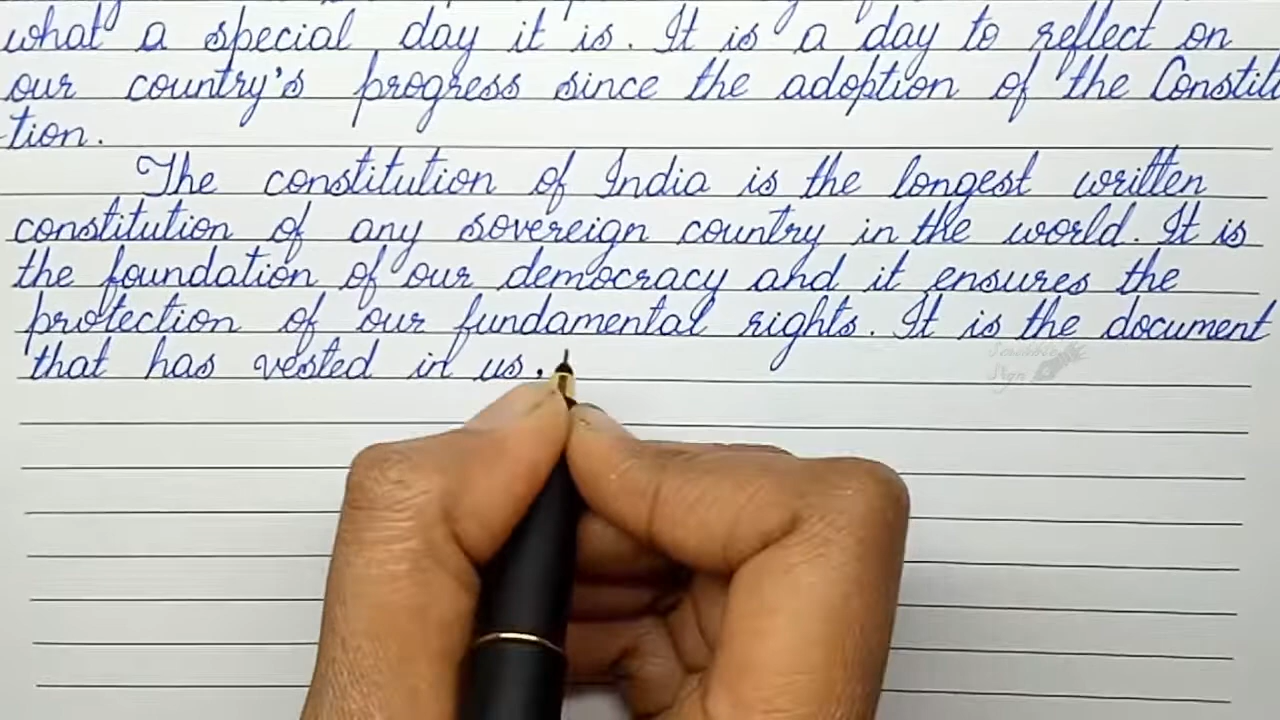 what a special day it is. It is a day to reflect on
our country's progress since the adoption of the Constitu
-tion.
The constitution of India is the longest written
constitution of any sovereign country in the world. It is
the foundation of our democracy and it ensures the
protection of our fundamental rights. It is the document
that has vested in us,
Scribble
Sign